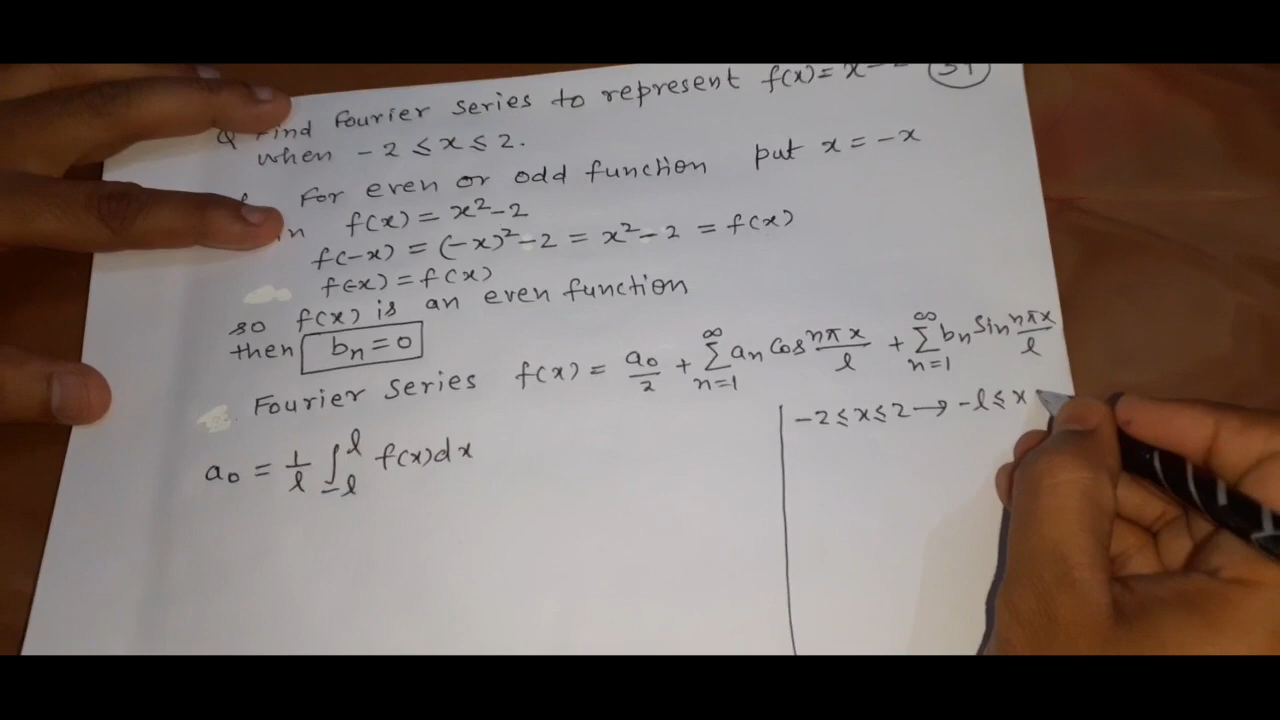 Q Find Fourier Series to represent f(x) = x
when -2 ≤ x ≤ 2.
For even or odd function put x = -x
in f(x) = x²-2
f(-x) = (-x)²-2 = x²-2 = f(x)
f(-x) = f(x)
so f(x) is an even function
then bn = 0
Fourier Series f(x) = a₀/2 + ∞∑n=1 an cos nπx/l + ∞∑n=1 bn sin nπx/l
-2 ≤ x ≤ 2 → -l ≤ x
a₀ = 1/l ∫₋ₗˡ f(x)dx